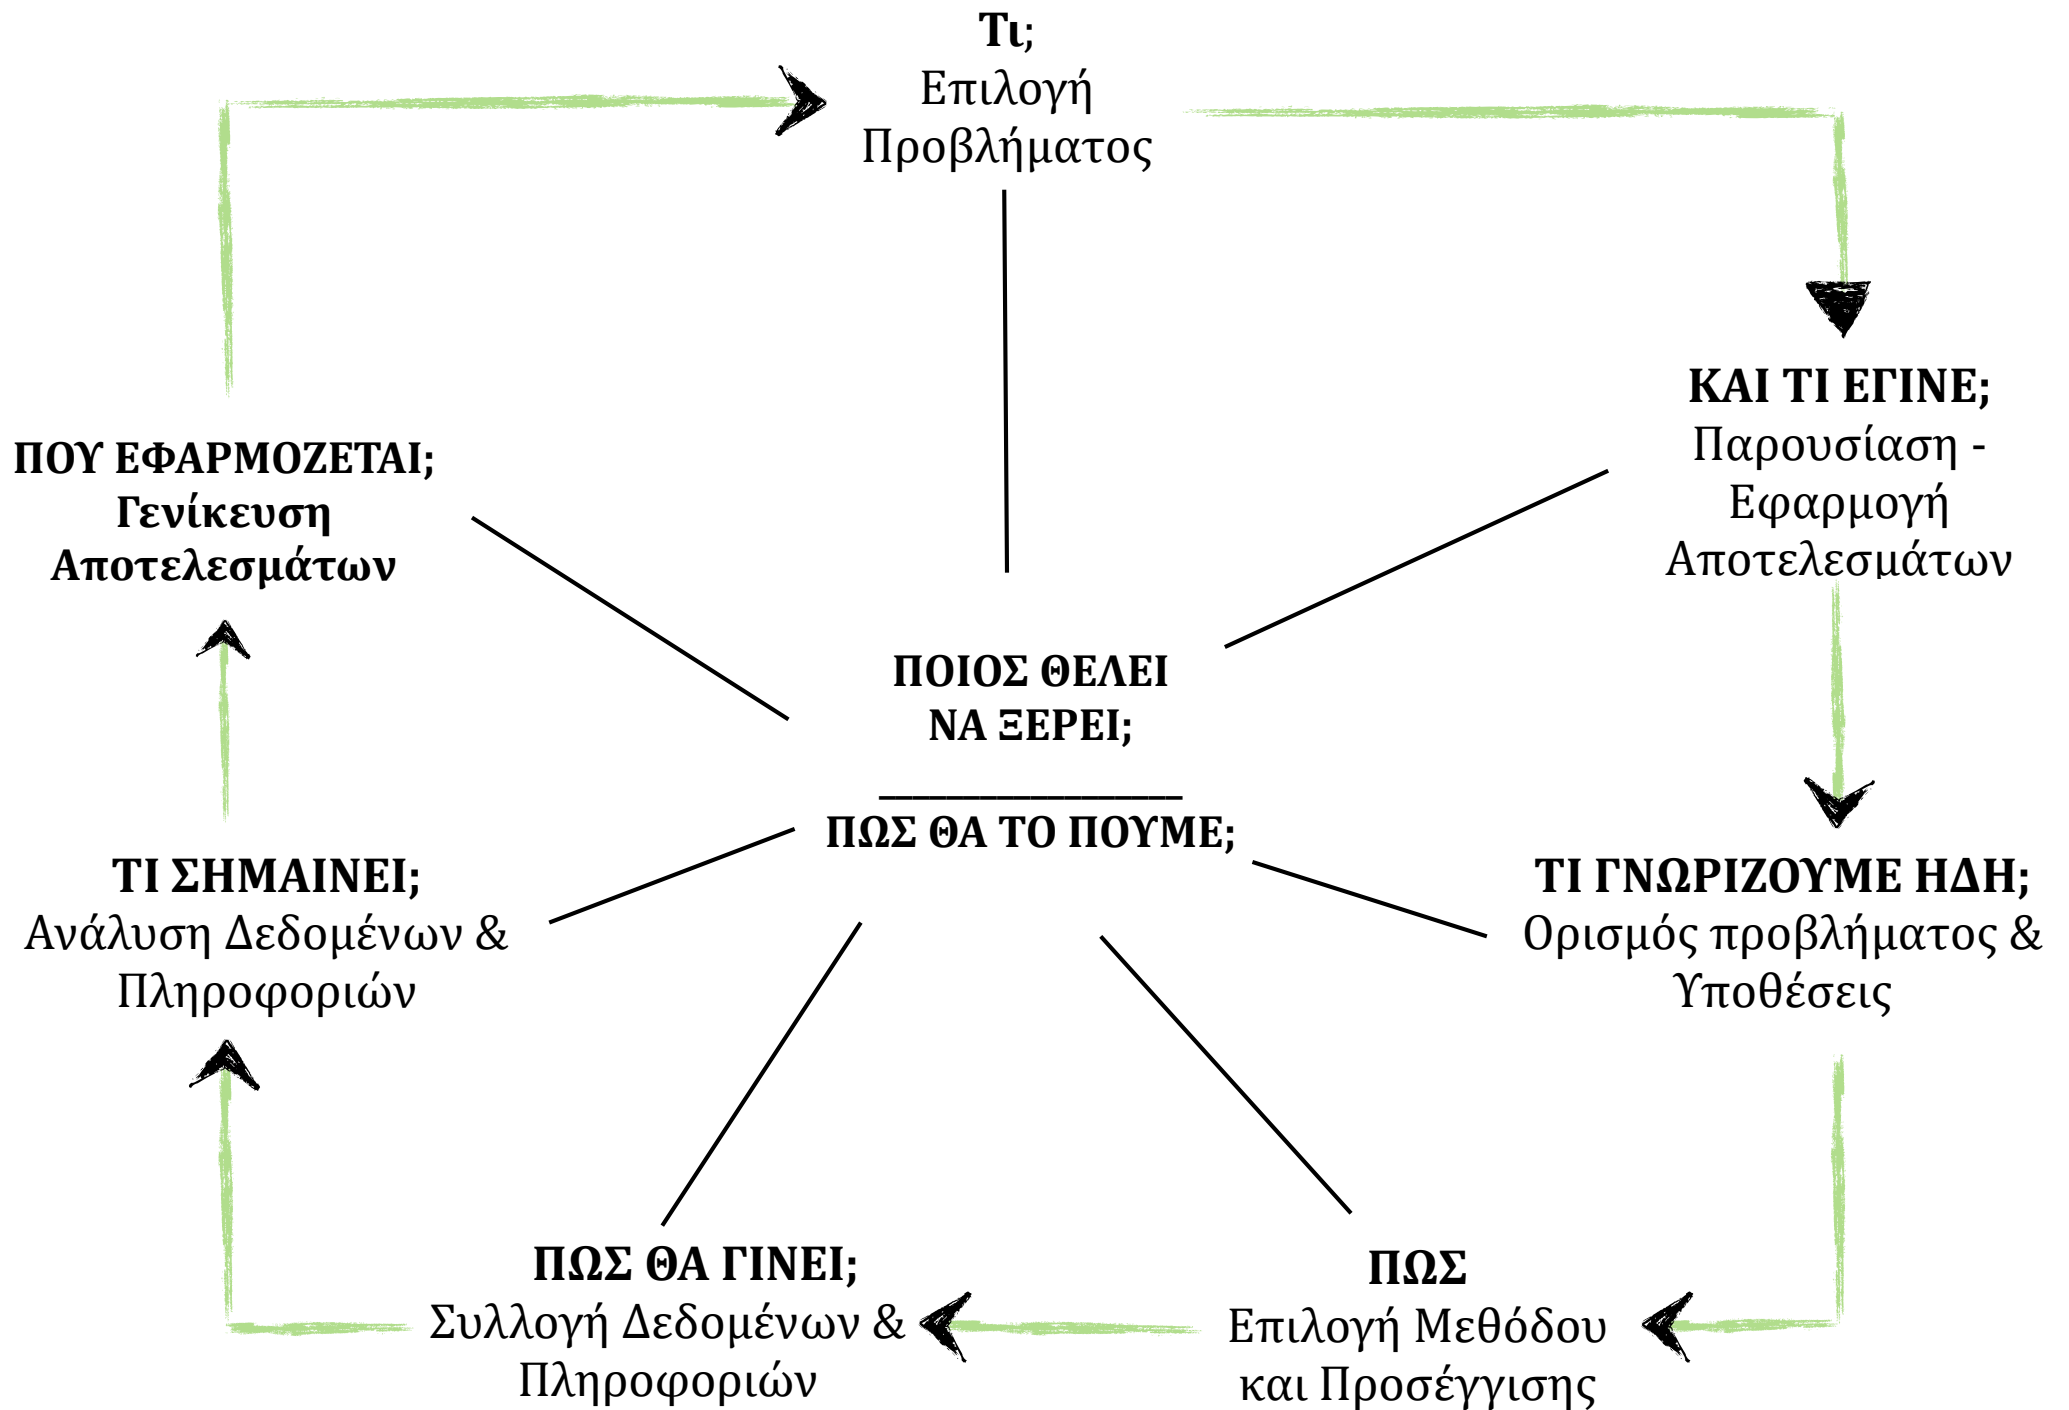 Τι;
Επιλογή
Προβλήματος
ΚΑΙ ΤΙ ΕΓΙΝΕ;
Παρουσίαση -
Εφαρμογή
Αποτελεσμάτων
ΤΙ ΓΝΩΡΙΖΟΥΜΕ ΗΔΗ;
Ορισμός προβλήματος &
Υποθέσεις
ΠΩΣ
Επιλογή Μεθόδου
και Προσέγγισης
ΠΩΣ ΘΑ ΓΙΝΕΙ;
Συλλογή Δεδομένων &
Πληροφοριών
ΤΙ ΣΗΜΑΙΝΕΙ;
Ανάλυση Δεδομένων &
Πληροφοριών
ΠΟΥ ΕΦΑΡΜΟΖΕΤΑΙ;
Γενίκευση
Αποτελεσμάτων
ΠΟΙΟΣ ΘΕΛΕΙ
ΝΑ ΞΕΡΕΙ;
ΠΩΣ ΘΑ ΤΟ ΠΟΥΜΕ;